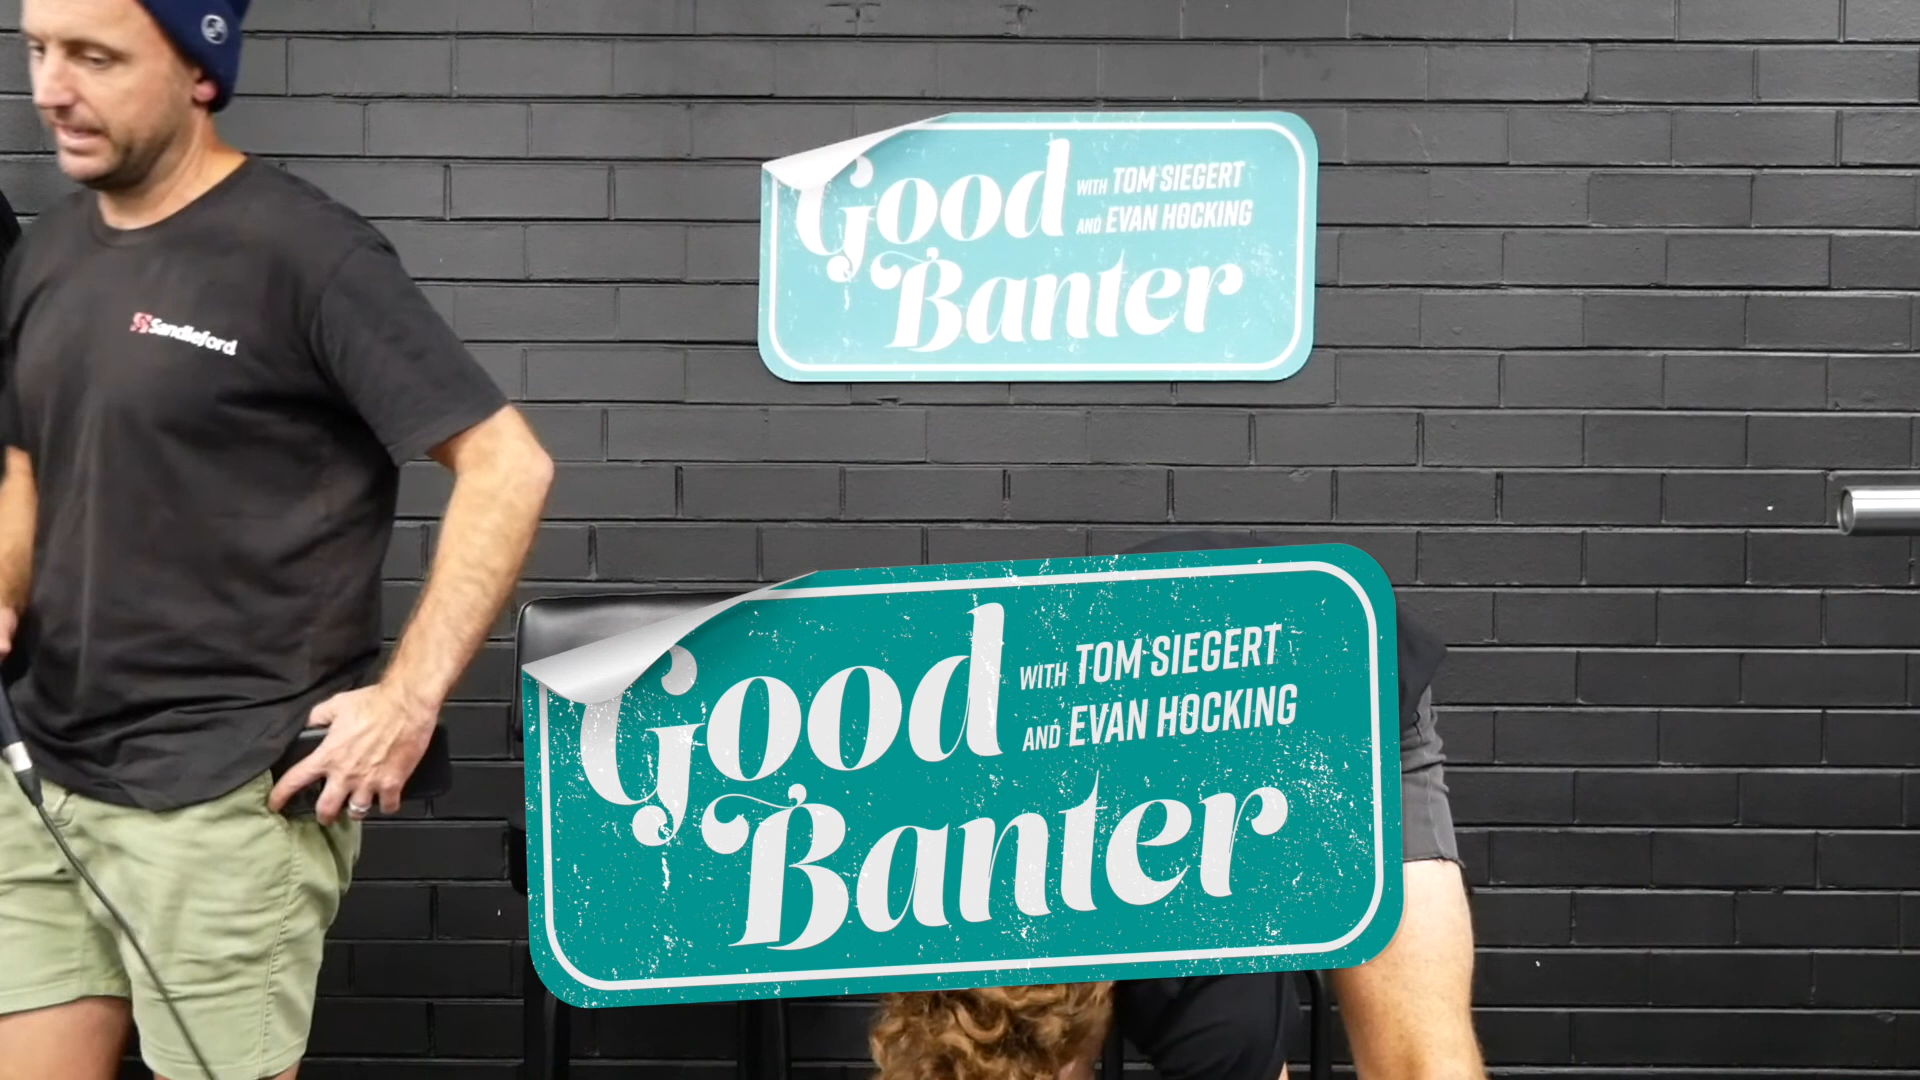 Sandleford
Good
WITH TOM SIEGERT
AND EVAN HOCKING
Banter
Good
WITH TOM SIEGERT
AND EVAN HOCKING
Banter